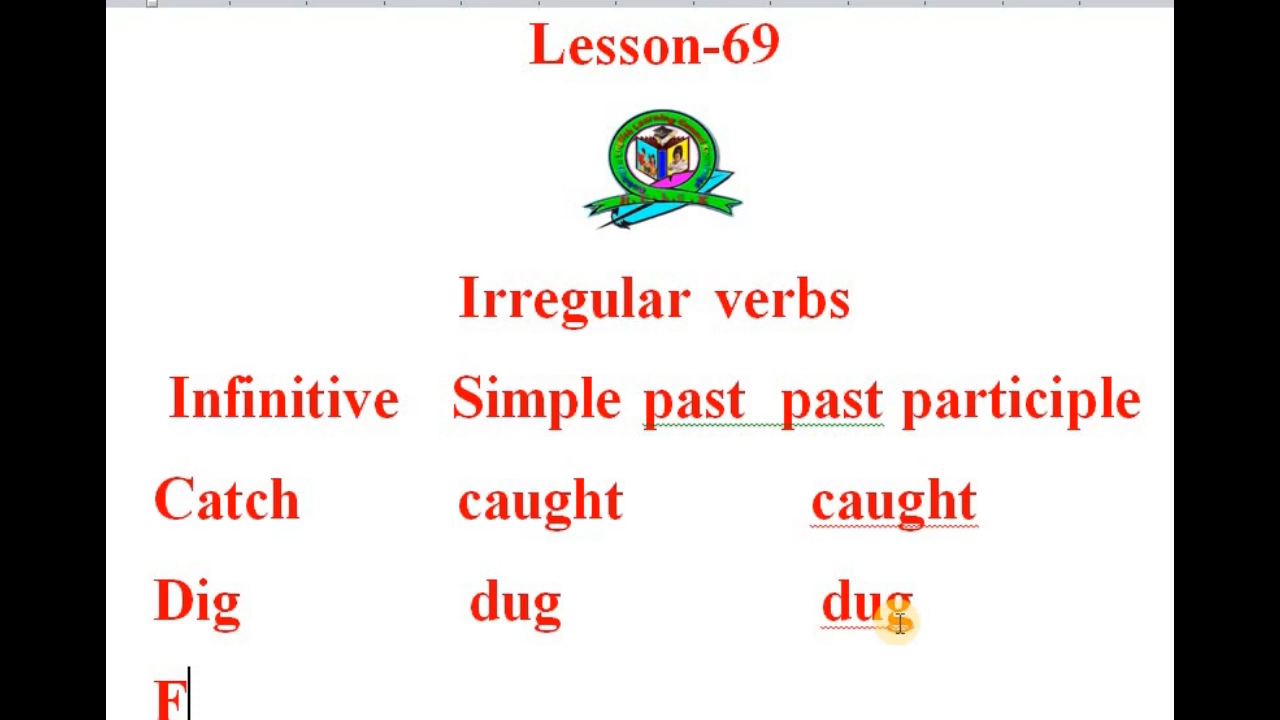 Lesson-69
Irregular verbs
Infinitive Simple past past participle
Catch caught caught
Dig dug dug
F